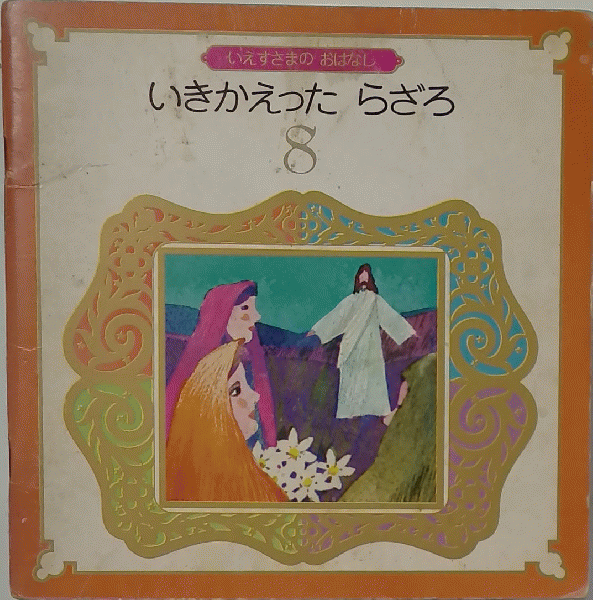 いえすさまの おはなし
いきかえった らざろ
8